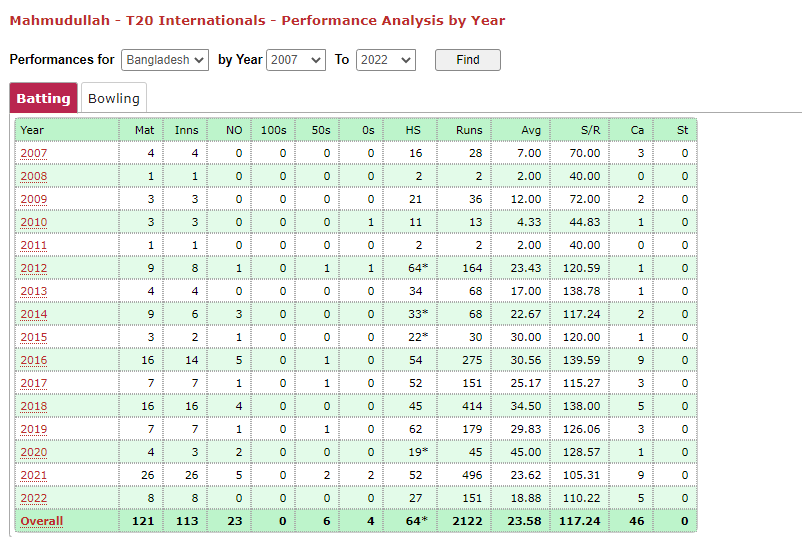 Mahmudullah - T20 Internationals - Performance Analysis by Year
Performances for Bangladesh by Year 2007 To 2022 Find
Batting Bowling
Year Mat Inns NO 100s 50s 0s HS Runs Avg S/R Ca St
2007 4 4 0 0 0 0 16 28 7.00 70.00 3 0
2008 1 1 0 0 0 0 2 2 2.00 40.00 0 0
2009 3 3 0 0 0 0 21 36 12.00 72.00 2 0
2010 3 3 0 0 0 1 11 13 4.33 44.83 1 0
2011 1 1 0 0 0 0 2 2 2.00 40.00 0 0
2012 9 8 1 0 1 1 64* 164 23.43 120.59 1 0
2013 4 4 0 0 0 0 34 68 17.00 138.78 1 0
2014 9 6 3 0 0 0 33* 68 22.67 117.24 2 0
2015 3 2 1 0 0 0 22* 30 30.00 120.00 1 0
2016 16 14 5 0 1 0 54 275 30.56 139.59 9 0
2017 7 7 1 0 1 0 52 151 25.17 115.27 3 0
2018 16 16 4 0 0 0 45 414 34.50 138.00 5 0
2019 7 7 1 0 1 0 62 179 29.83 126.06 3 0
2020 4 3 2 0 0 0 19* 45 45.00 128.57 1 0
2021 26 26 5 0 2 2 52 496 23.62 105.31 9 0
2022 8 8 0 0 0 0 27 151 18.88 110.22 5 0
Overall 121 113 23 0 6 4 64* 2122 23.58 117.24 46 0